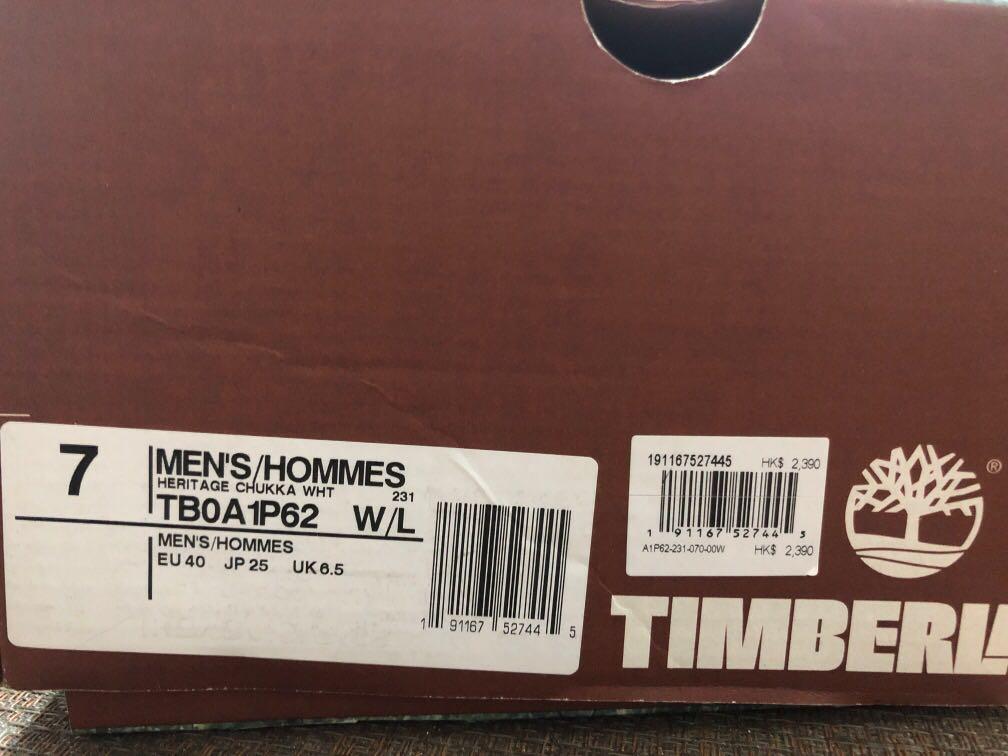 7
MEN'S/HOMMES
HERITAGE CHUKKA WHT 231
TB0A1P62 W/L
MEN'S/HOMMES
EU 40 JP 25 UK 6.5
1 91167 52744 5
191167527445 HK$ 2,390
1 91167 52744 5
A1P62-231-070-00W HK$ 2,390
®
TIMBERL